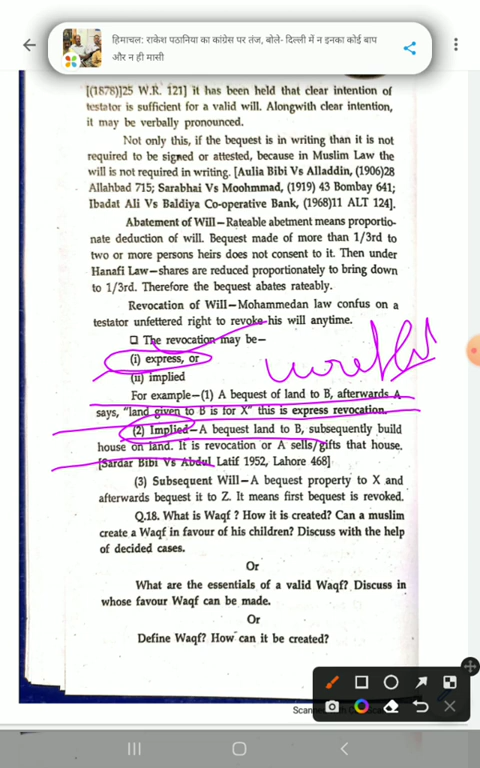 हिमाचल: राकेश पठानिया का कांग्रेस पर तंज, बोले- दिल्ली में न इनका कोई बाप
और न ही मासी
[(1878)]25 W.R. 121] it has been held that clear intention of
testator is sufficient for a valid will. Alongwith clear intention,
it may be verbally pronounced.
Not only this, if the bequest is in writing than it is not
required to be signed or attested, because in Muslim Law the
will is not required in writing. [Aulia Bibi Vs Alladdin, (1906)28
Allahbad 715; Sarabhai Vs Moohmmad, (1919) 43 Bombay 641;
Ibadat Ali Vs Baldiya Co-operative Bank, (1968)11 ALT 124].
Abatement of Will—Rateable abetment means proportio-
nate deduction of will. Bequest made of more than 1/3rd to
two or more persons heirs does not consent to it. Then under
Hanafi Law—shares are reduced proportionately to bring down
to 1/3rd. Therefore the bequest abates rateably.
Revocation of Will—Mohammedan law confus on a
testator unfettered right to revoke his will anytime.
❑ The revocation may be—
(i) express, or
(ii) implied
For example—(1) A bequest of land to B, afterwards A
says, "land given to B is for X" this is express revocation.
(2) Implied—A bequest land to B, subsequently build
house on land. It is revocation or A sells/gifts that house.
[Sardar Bibi Vs Abdul Latif 1952, Lahore 468]
(3) Subsequent Will—A bequest property to X and
afterwards bequest it to Z. It means first bequest is revoked.
Q.18. What is Waqf ? How it is created? Can a muslim
create a Waqf in favour of his children? Discuss with the help
of decided cases.
Or
What are the essentials of a valid Waqf? Discuss in
whose favour Waqf can be made.
Or
Define Waqf? How can it be created?